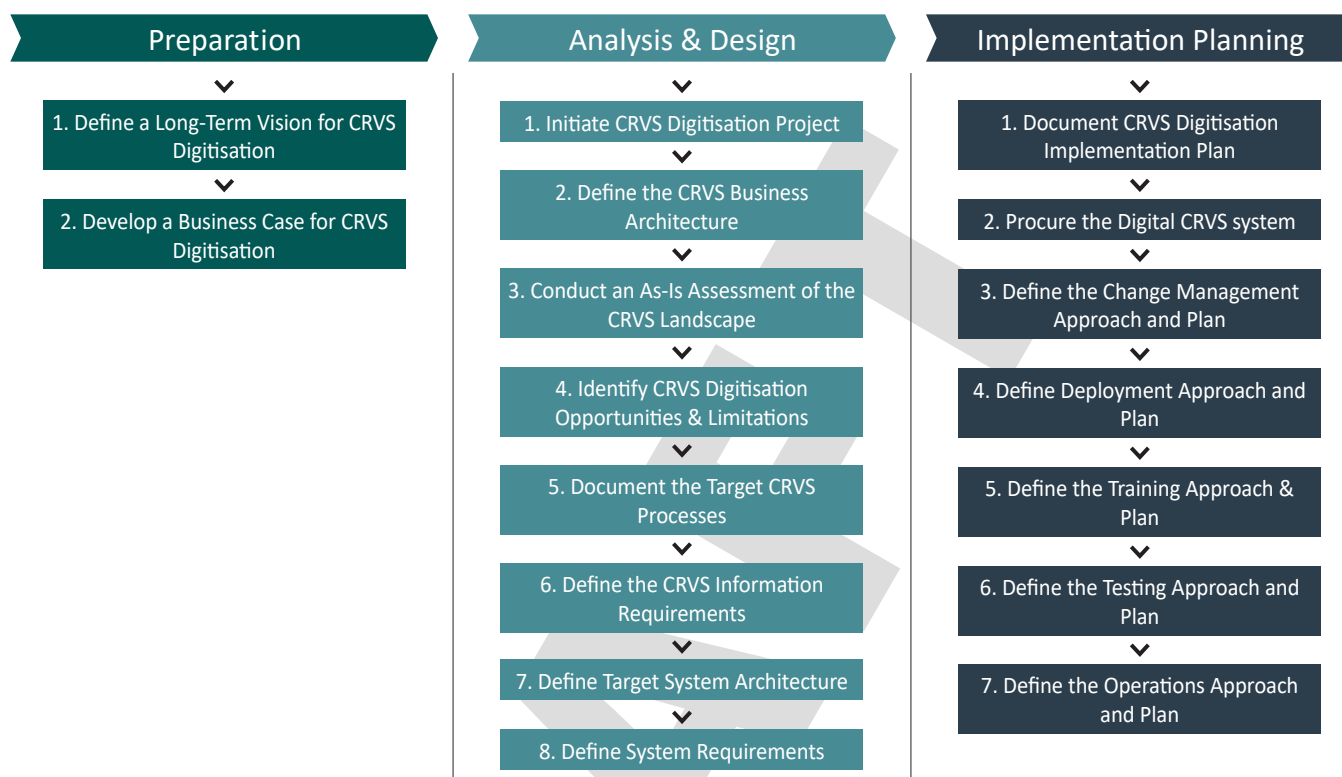 Preparation
1. Define a Long-Term Vision for CRVS
Digitisation
2. Develop a Business Case for CRVS
Digitisation
Analysis & Design
1. Initiate CRVS Digitisation Project
2. Define the CRVS Business
Architecture
3. Conduct an As-Is Assessment of the
CRVS Landscape
4. Identify CRVS Digitisation
Opportunities & Limitations
5. Document the Target CRVS
Processes
6. Define the CRVS Information
Requirements
7. Define Target System Architecture
8. Define System Requirements
Implementation Planning
1. Document CRVS Digitisation
Implementation Plan
2. Procure the Digital CRVS system
3. Define the Change Management
Approach and Plan
4. Define Deployment Approach and
Plan
5. Define the Training Approach &
Plan
6. Define the Testing Approach and
Plan
7. Define the Operations Approach
and Plan